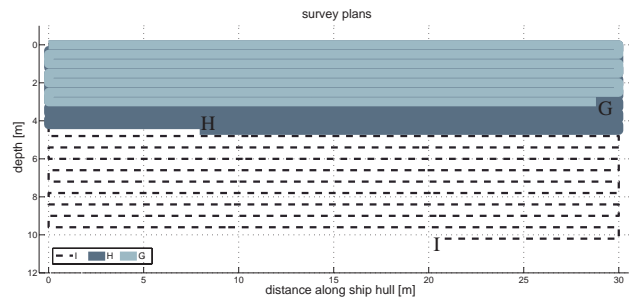 survey plans
0
2
4
6
8
10
12
depth [m]
G
H
I
I H G
0 5 10 15 20 25 30
distance along ship hull [m]